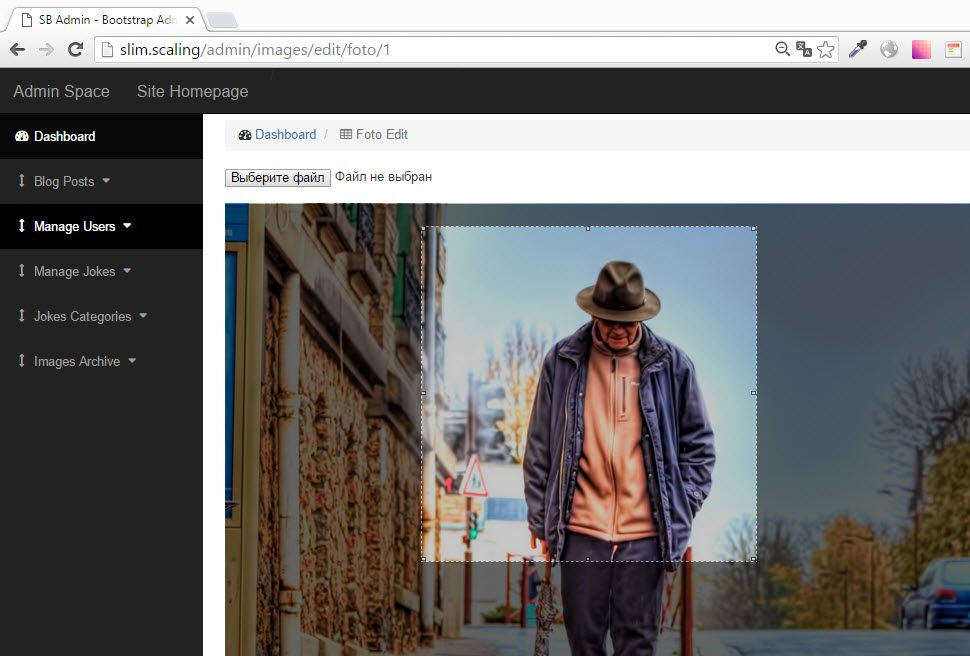 SB Admin - Bootstrap Adm
slim.scaling/admin/images/edit/foto/1
Admin Space Site Homepage
Dashboard / Foto Edit
Dashboard
Выберите файл Файл не выбран
Blog Posts
Manage Users
Manage Jokes
Jokes Categories
Images Archive